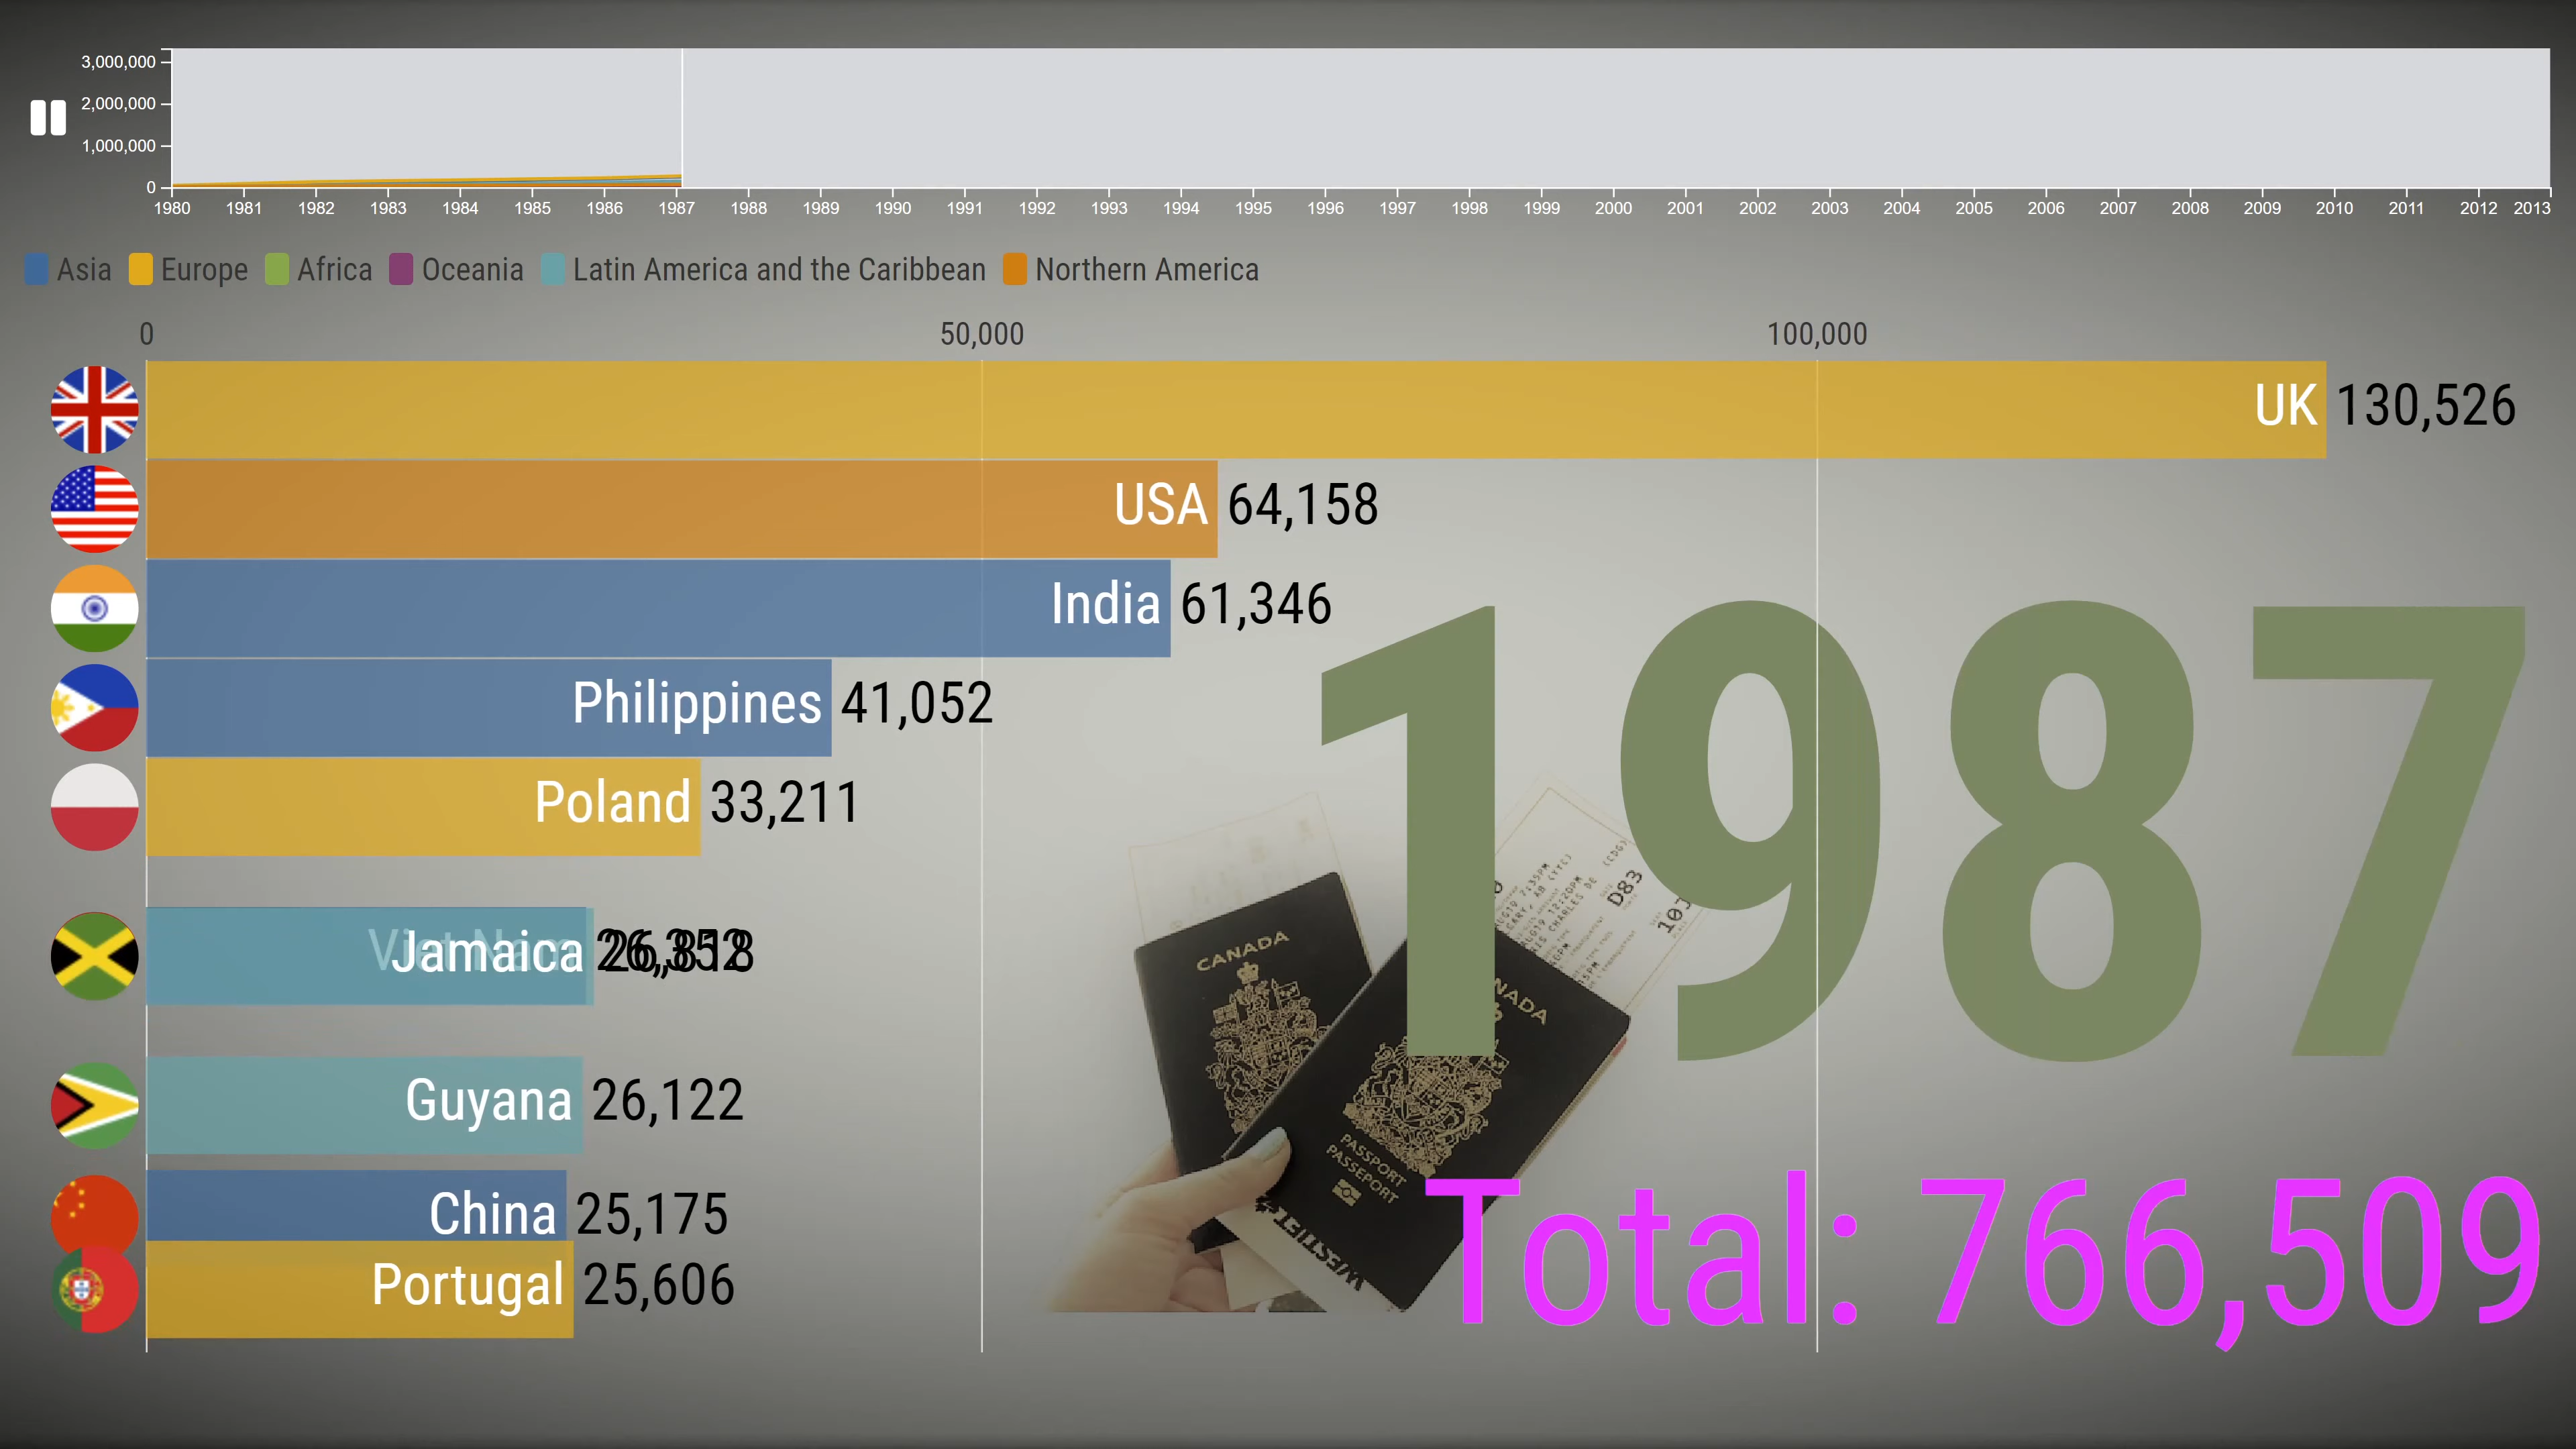 3,000,000
2,000,000
1,000,000
0
1980 1981 1982 1983 1984 1985 1986 1987 1988 1989 1990 1991 1992 1993 1994 1995 1996 1997 1998 1999 2000 2001 2002 2003 2004 2005 2006 2007 2008 2009 2010 2011 2012 2013
Asia Europe Africa Oceania Latin America and the Caribbean Northern America
0 50,000 100,000
UK 130,526
USA 64,158
India 61,346
Philippines 41,052
Poland 33,211
1987
Viet Nam
Jamaica
Guyana 26,122
China 25,175
Portugal 25,606
CANADA
PASSPORT
PASSEPORT
D83
WESTJET
Total: 766,509